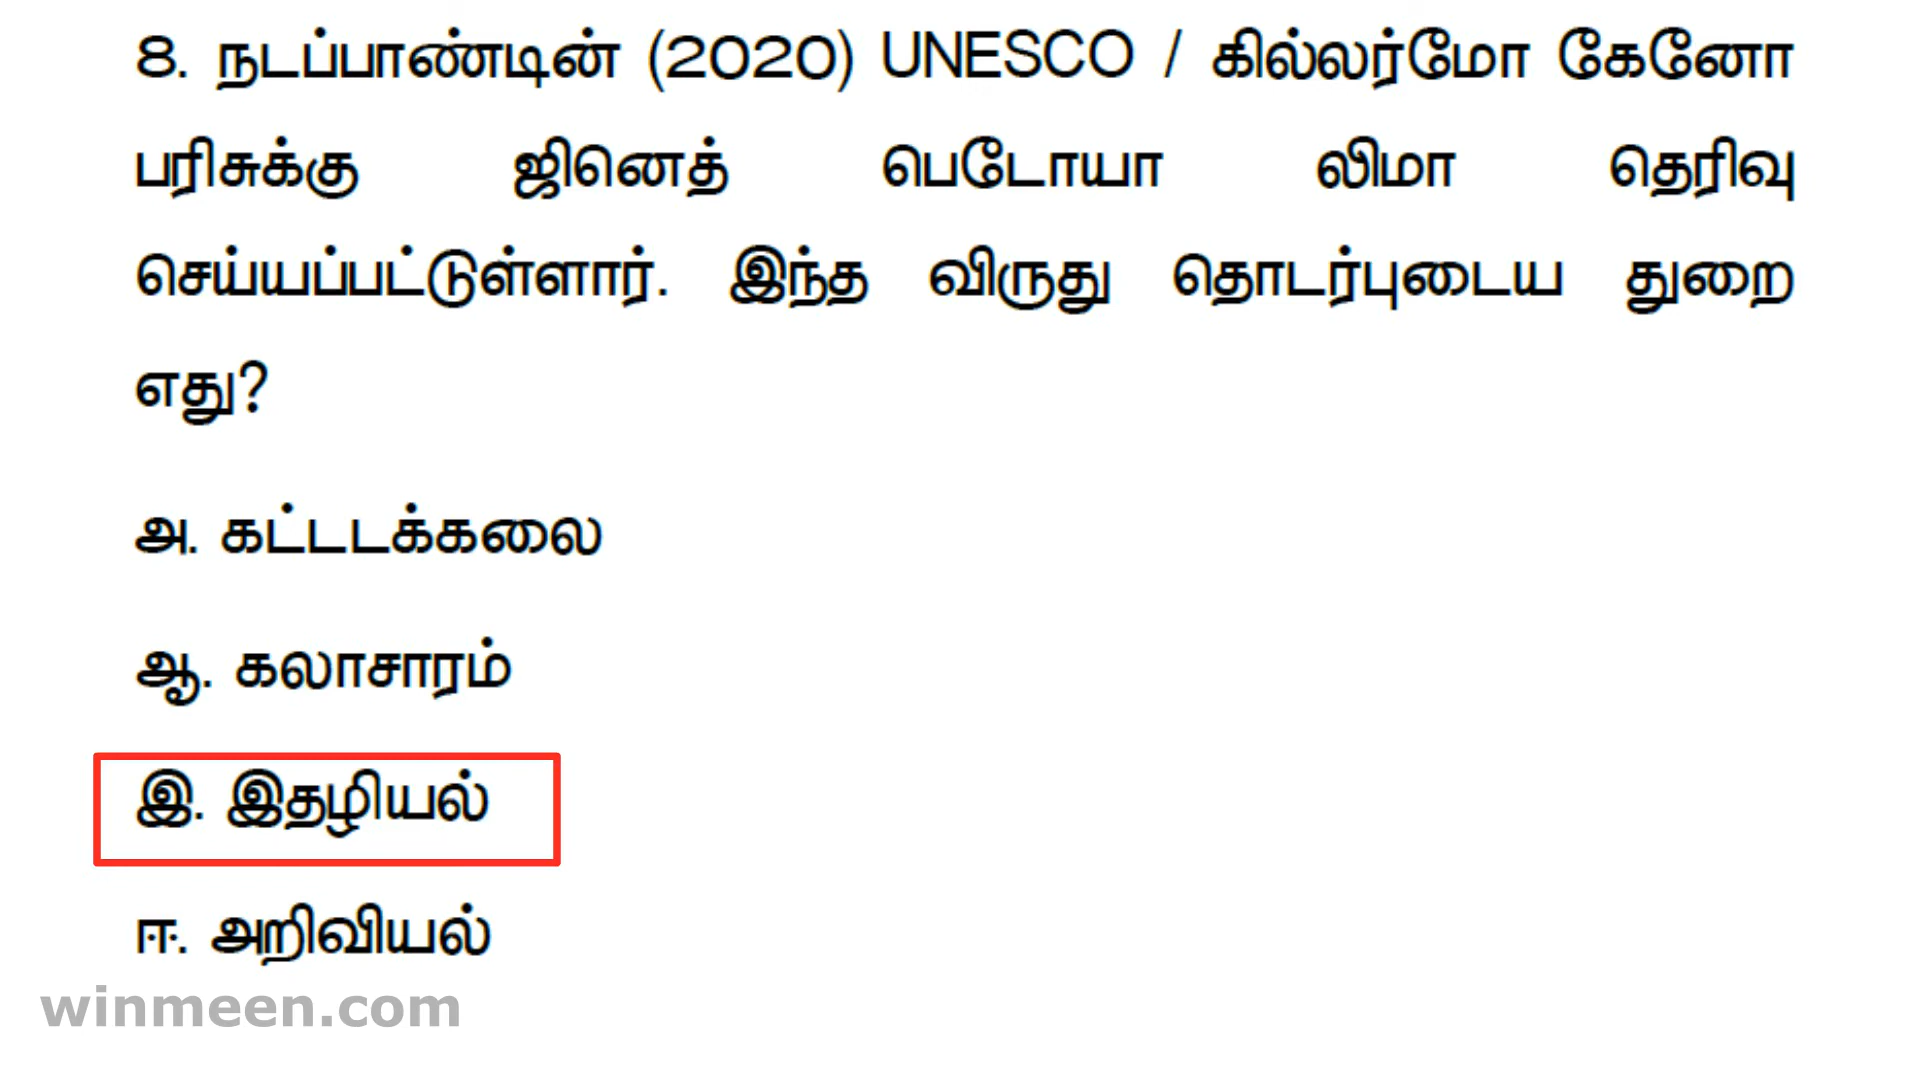 8. நடப்பாண்டின் (2020) UNESCO / கில்லர்மோ கேனோ
பரிசுக்கு ஜினெத் பெடோயா லிமா தெரிவு
செய்யப்பட்டுள்ளார். இந்த விருது தொடர்புடைய துறை
எது?
அ. கட்டடக்கலை
ஆ. கலாசாரம்
இ. இதழியல்
ஈ. அறிவியல்
winmeen.com